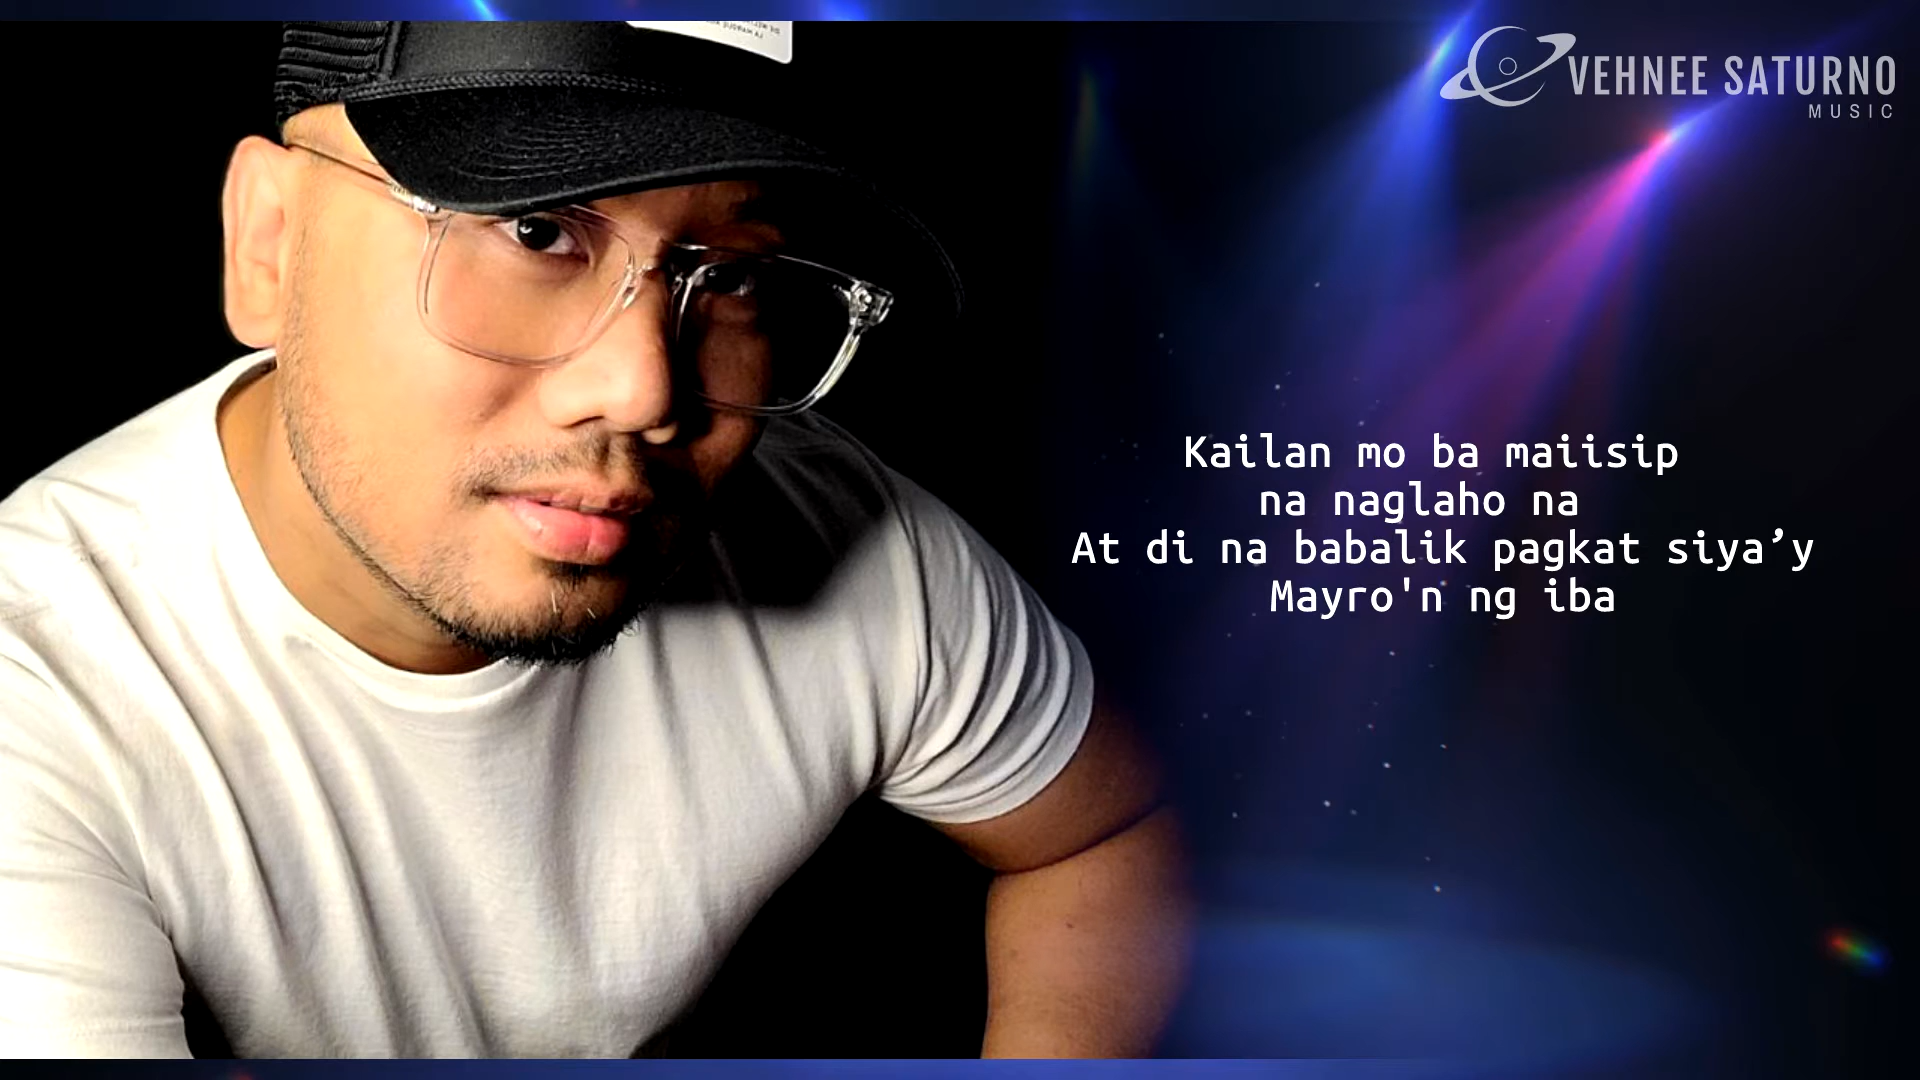 VEHNEE SATURNO
MUSIC
Kailan mo ba maiisip
na naglaho na
At di na babalik pagkat siya’y
Mayro'n ng iba